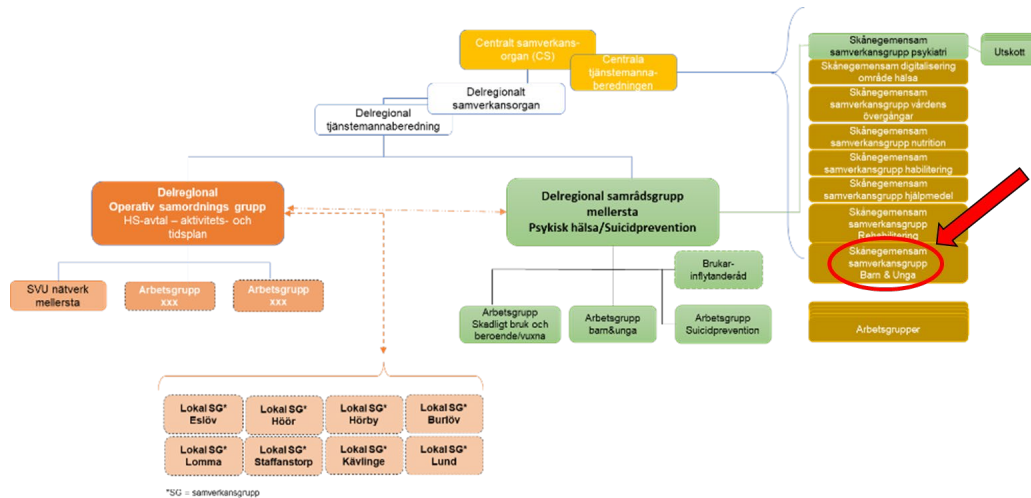 Centralt samverkans-
organ (CS)
Centrala
tjänstemanna-
beredningen
Delregionalt
samverkansorgan
Delregional
tjänstemannaberedning
Skånegemensam
samverkansgrupp psykiatri
Utskott
Skånegemensam digitalisering
område hälsa
Skånegemensam
samverkansgrupp vårdens
övergångar
Skånegemensam
samverkansgrupp nutrition
Skånegemensam
samverkansgrupp habilitering
Skånegemensam
samverkansgrupp hjälpmedel
Skånegemensam
samverkansgrupp
Rehabilitering
Skånegemensam
samverkansgrupp
Barn & Unga
Arbetsgrupper
Delregional
Operativ samordnings grupp
HS-avtal – aktivitets- och
tidsplan
Delregional samrådsgrupp
mellersta
Psykisk hälsa/Suicidprevention
SVU nätverk
mellersta
Arbetsgrupp
xxx
Arbetsgrupp
xxx
Brukar-
inflytanderåd
Arbetsgrupp
Skadligt bruk och
beroende/vuxna
Arbetsgrupp
barn&unga
Arbetsgrupp
Suicidprevention
Lokal SG*
Eslöv
Lokal SG*
Höör
Lokal SG*
Hörby
Lokal SG*
Burlöv
Lokal SG*
Lomma
Lokal SG*
Staffanstorp
Lokal SG*
Kävlinge
Lokal SG*
Lund
*SG = samverkansgrupp